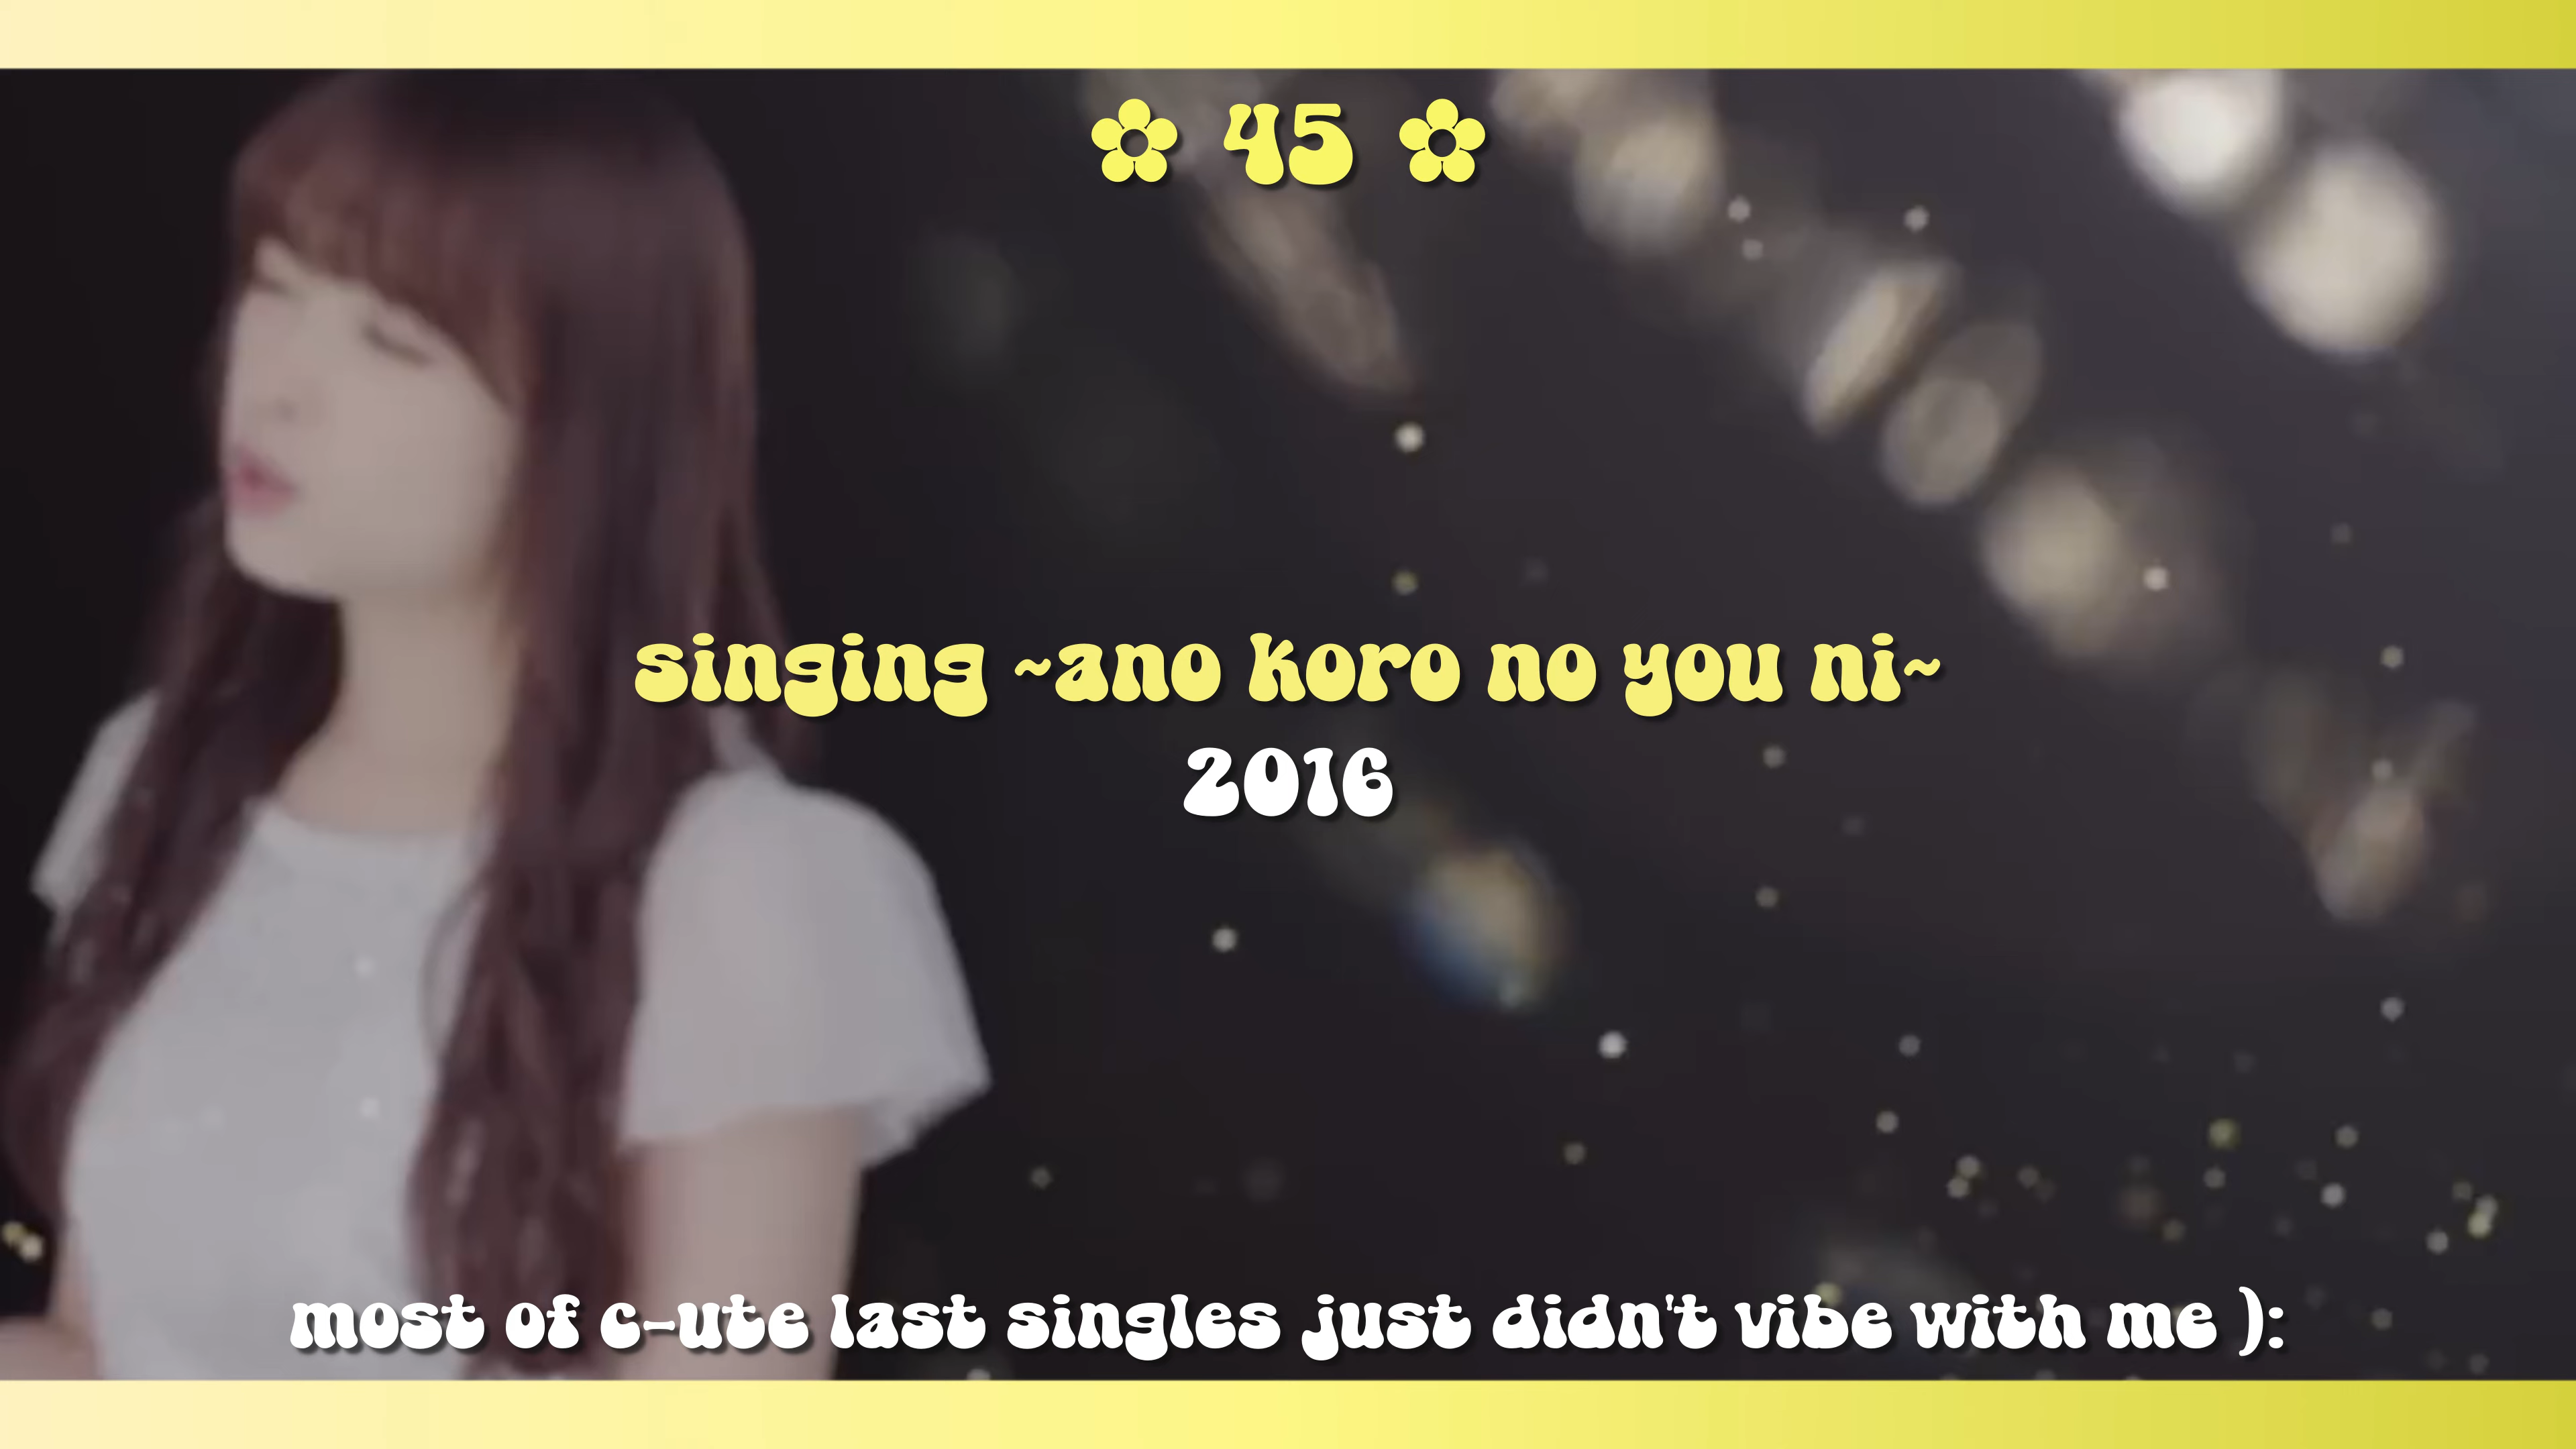 ✿ 45 ✿
singing ~ano koro no you ni~
2016
most of c-ute last singles just didn't vibe with me ):